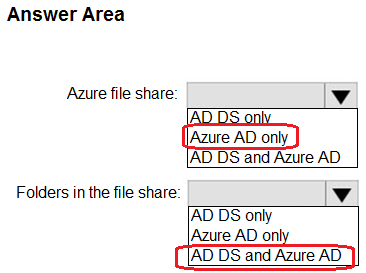 Answer Area
Azure file share:
AD DS only
Azure AD only
AD DS and Azure AD
Folders in the file share:
AD DS only
Azure AD only
AD DS and Azure AD